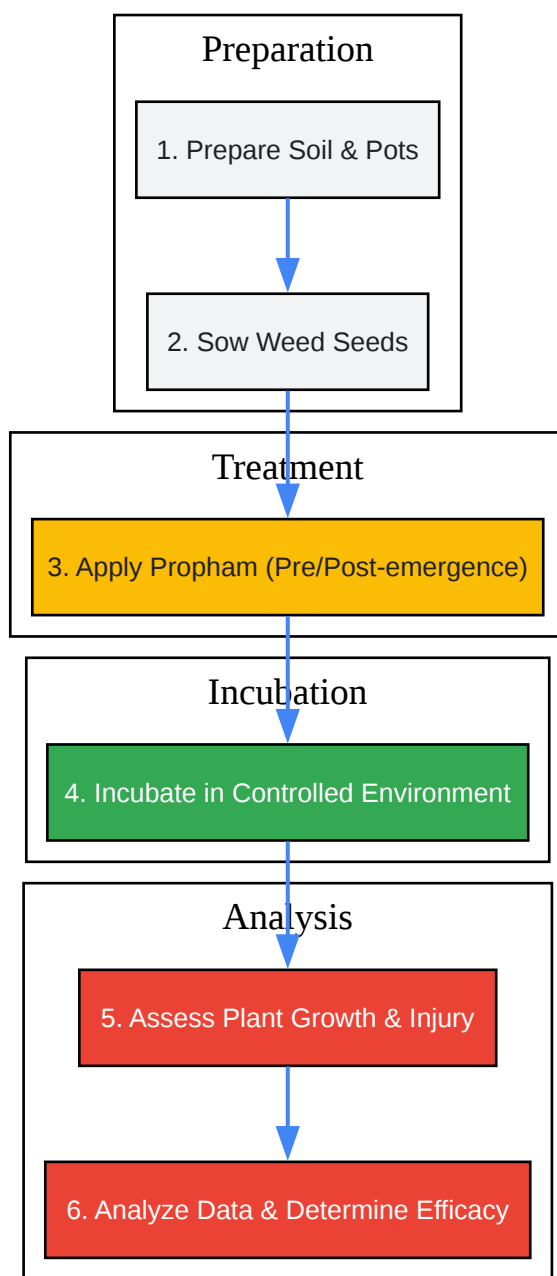 Preparation
1. Prepare Soil & Pots
2. Sow Weed Seeds
Treatment
3. Apply Propham (Pre/Post-emergence)
Incubation
4. Incubate in Controlled Environment
Analysis
5. Assess Plant Growth & Injury
6. Analyze Data & Determine Efficacy